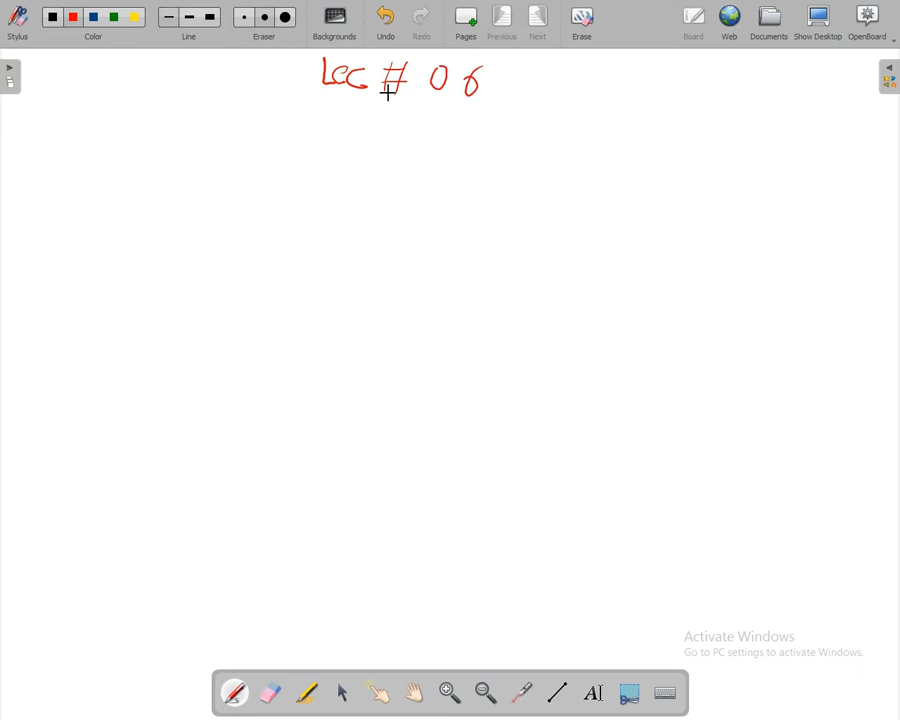 Stylus
Color
Line
Eraser
Backgrounds
Undo
Redo
Pages
Previous
Next
Erase
Board
Web
Documents
Show Desktop
OpenBoard
Lec # 06
Activate Windows
Go to PC settings to activate Windows.
AI